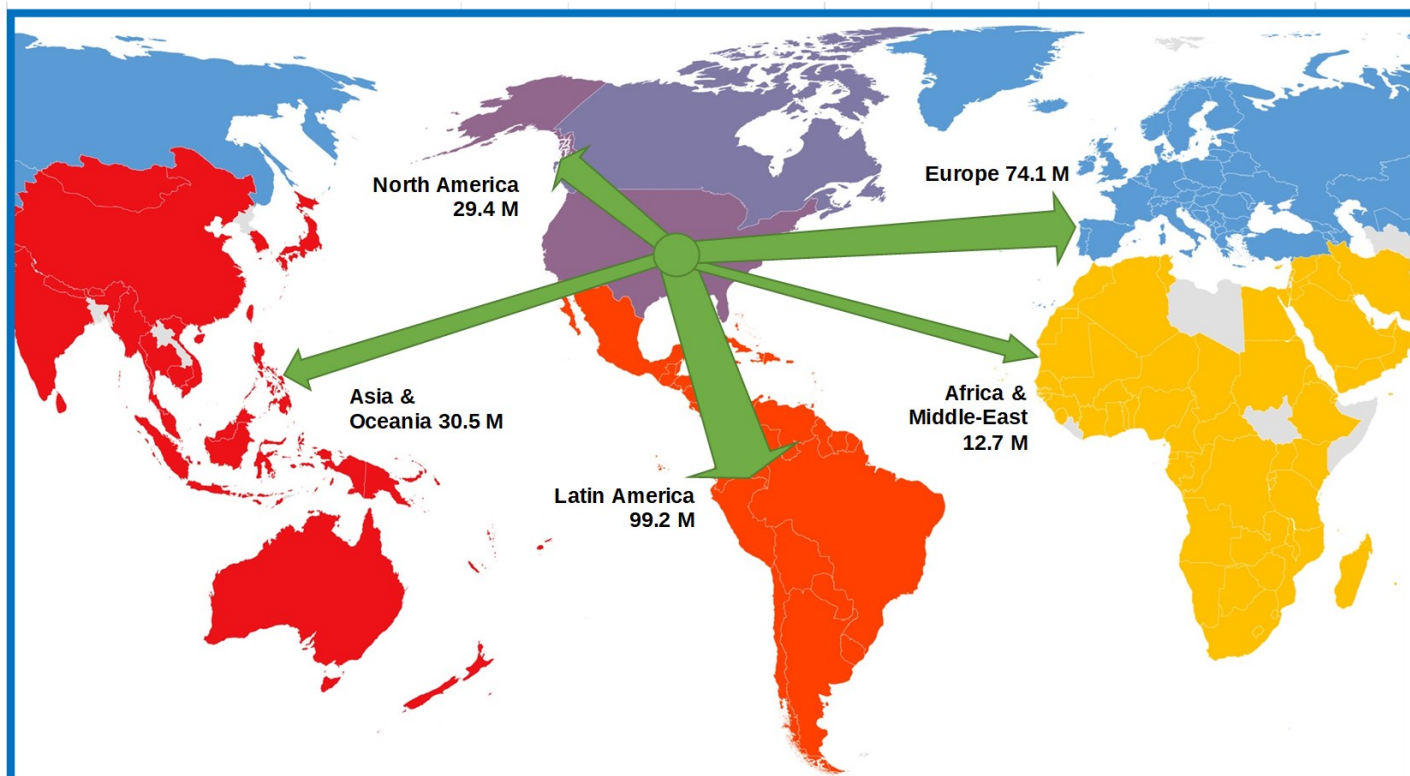 North America
29.4 M
Europe 74.1 M
Asia &
Oceania 30.5 M
Africa &
Middle-East
12.7 M
Latin America
99.2 M